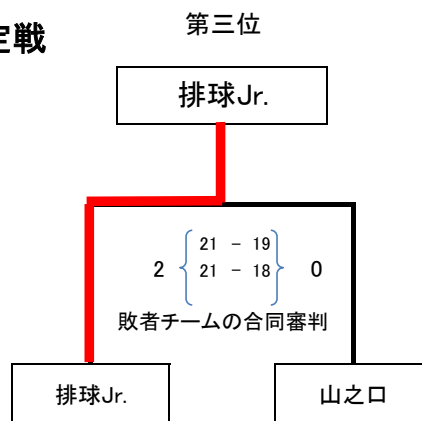 定戦
第三位
排球Jr.
2 21 － 19 0
21 － 18
敗者チームの合同審判
排球Jr. 山之口